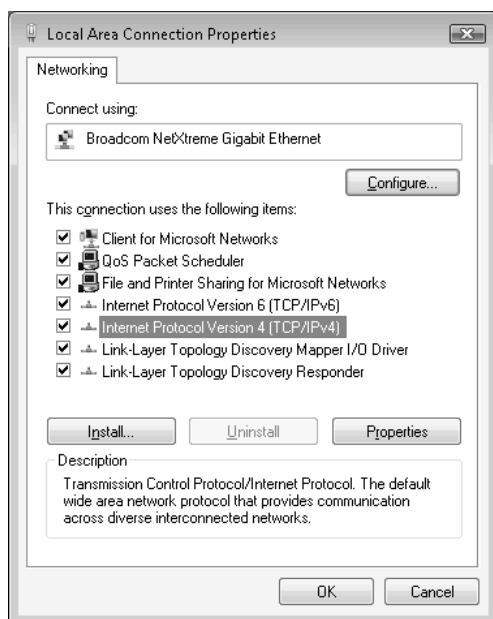 Local Area Connection Properties
Networking
Connect using:
Broadcom NetXtreme Gigabit Ethernet
Configure...
This connection uses the following items:
Client for Microsoft Networks
QoS Packet Scheduler
File and Printer Sharing for Microsoft Networks
Internet Protocol Version 6 (TCP/IPv6)
Internet Protocol Version 4 (TCP/IPv4)
Link-Layer Topology Discovery Mapper I/O Driver
Link-Layer Topology Discovery Responder
Install...
Uninstall
Properties
Description
Transmission Control Protocol/Internet Protocol. The default
wide area network protocol that provides communication
across diverse interconnected networks.
OK
Cancel